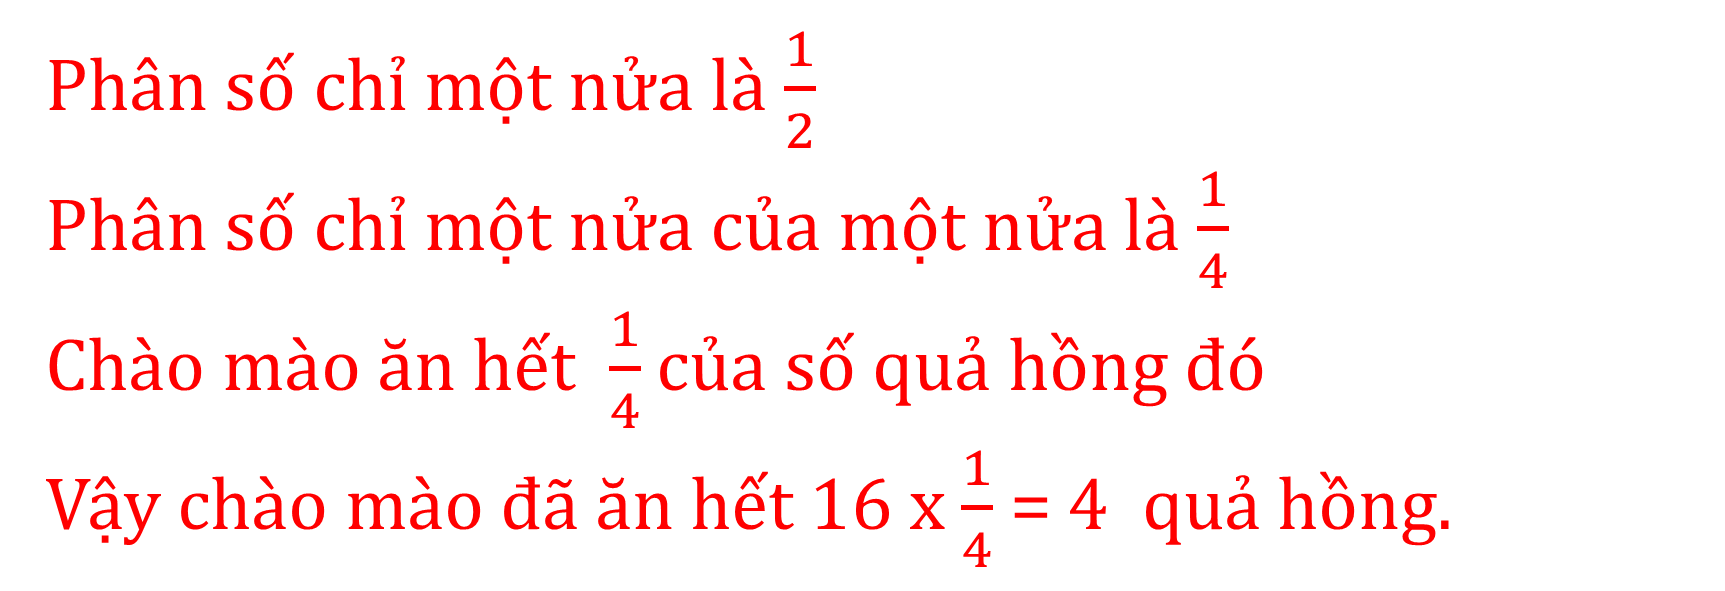 Phân số chỉ một nửa là 1/2
Phân số chỉ một nửa của một nửa là 1/4
Chào mào ăn hết 1/4 của số quả hồng đó
Vậy chào mào đã ăn hết 16 x 1/4 = 4 quả hồng.